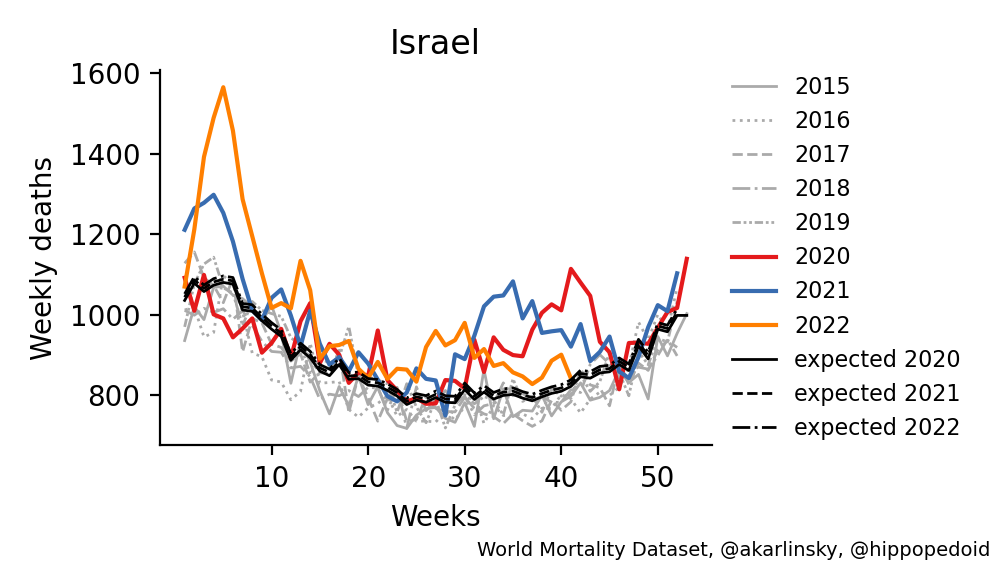 Israel
1600
1400
1200
1000
800
Weekly deaths
10 20 30 40 50
Weeks
2015
2016
2017
2018
2019
2020
2021
2022
expected 2020
expected 2021
expected 2022
World Mortality Dataset, @akarlinsky, @hippopedoid